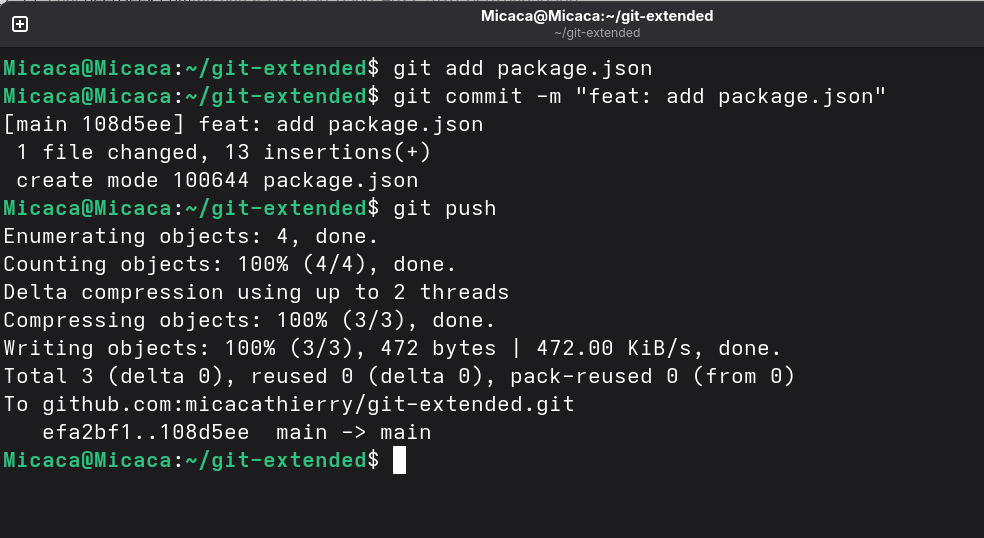 Micaca@Micaca:~/git-extended
~/git-extended
Micaca@Micaca:~/git-extended$ git add package.json
Micaca@Micaca:~/git-extended$ git commit -m "feat: add package.json"
[main 108d5ee] feat: add package.json
 1 file changed, 13 insertions(+)
 create mode 100644 package.json
Micaca@Micaca:~/git-extended$ git push
Enumerating objects: 4, done.
Counting objects: 100% (4/4), done.
Delta compression using up to 2 threads
Compressing objects: 100% (3/3), done.
Writing objects: 100% (3/3), 472 bytes | 472.00 KiB/s, done.
Total 3 (delta 0), reused 0 (delta 0), pack-reused 0 (from 0)
To github.com:micacathierry/git-extended.git
   efa2bf1..108d5ee  main -> main
Micaca@Micaca:~/git-extended$